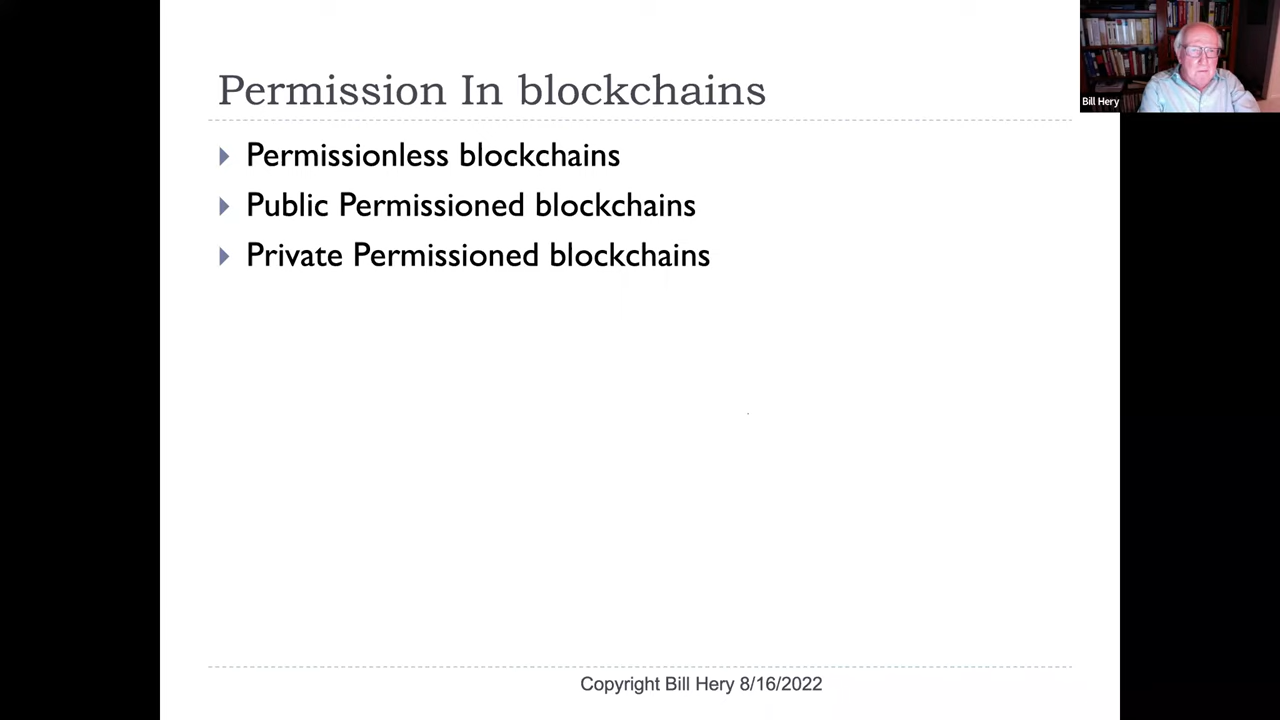 Permission In blockchains
Permissionless blockchains
Public Permissioned blockchains
Private Permissioned blockchains
Copyright Bill Hery 8/16/2022
Bill Hery